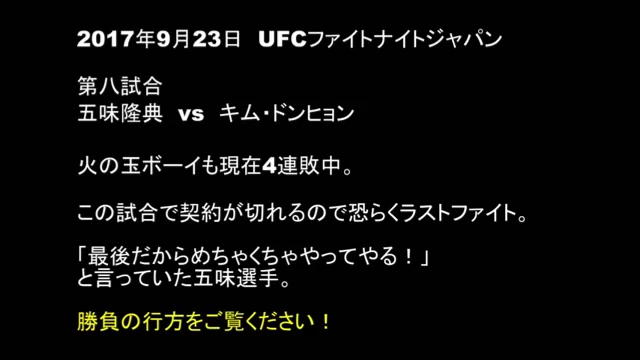 2017年9月23日 UFCファイトナイトジャパン
第八試合
五味隆典 vs キム・ドンヒョン
火の玉ボーイも現在4連敗中。
この試合で契約が切れるので恐らくラストファイト。
「最後だからめちゃくちゃやってやる！」
と言っていた五味選手。
勝負の行方をご覧ください！